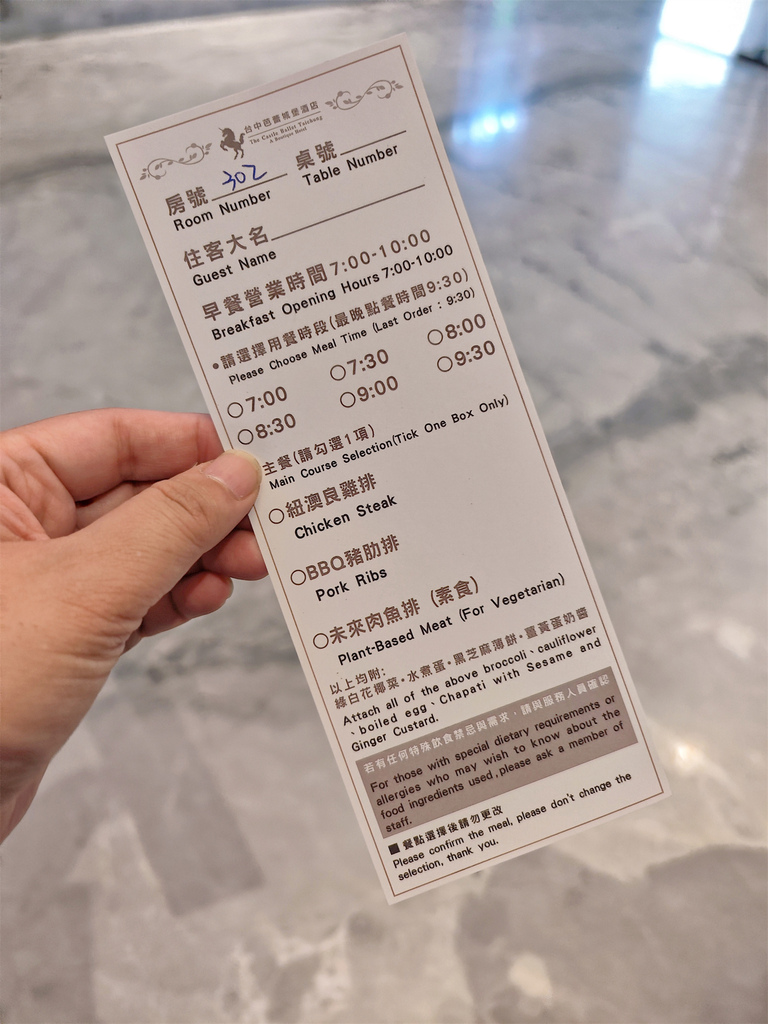 台中芭蕾城堡酒店
The Castle Ballet Taichung
A Boutique Hotel
房號 302 桌號
Room Number Table Number
住客大名
Guest Name
早餐營業時間7:00-10:00
Breakfast Opening Hours 7:00-10:00
•請選擇用餐時段(最晚點餐時間9:30)
Please Choose Meal Time (Last Order : 9:30)
○7:00 ○7:30 ○8:00
○8:30 ○9:00 ○9:30
主餐(請勾選1項)
Main Course Selection(Tick One Box Only)
○紐澳良雞排
Chicken Steak
○BBQ豬肋排
Pork Ribs
○未來肉魚排 (素食)
Plant-Based Meat (For Vegetarian)
以上均附:
綠白花椰菜・水煮蛋・黑芝麻薄餅・薑黃蛋奶醬
Attach all of the above broccoli、cauliflower
、boiled egg、Chapati with Sesame and
Ginger Custard.
若有任何特殊飲食禁忌與需求，請與服務人員確認
For those with special dietary requirements or
allergies who may wish to know about the
food ingredients used,please ask a member of
staff.
■ 餐點選擇後請勿更改
Please confirm the meal, please don't change the
selection, thank you.